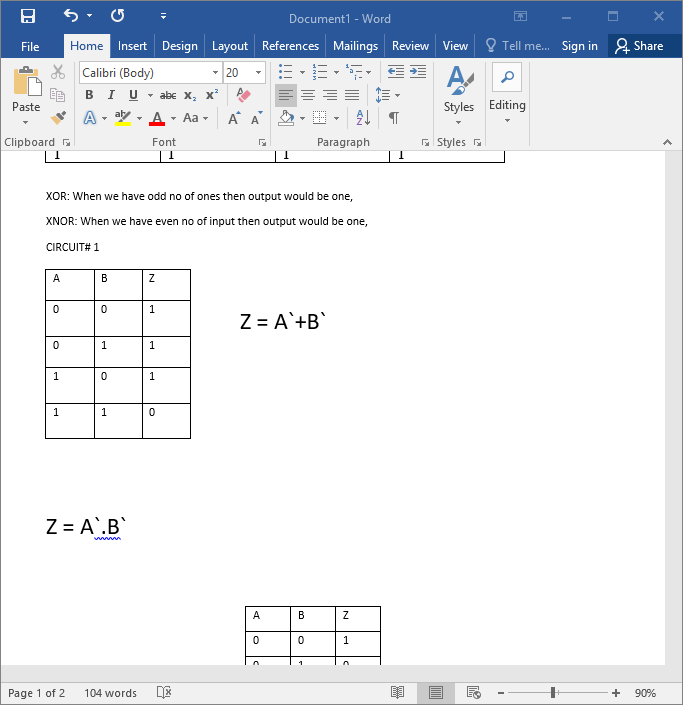 Document1 - Word
File Home Insert Design Layout References Mailings Review View Tell me... Sign in Share
Calibri (Body) 20
Paste B I U abc x₂ x² Styles Editing
A ab A Aa A A
Clipboard Font Paragraph Styles
1 1 1 1
XOR: When we have odd no of ones then output would be one,
XNOR: When we have even no of input then output would be one,
CIRCUIT# 1
A B Z
0 0 1
Z = A`+B`
0 1 1
1 0 1
1 1 0
Z = A`.B`
A B Z
0 0 1
0 1 0
Page 1 of 2 104 words 90%